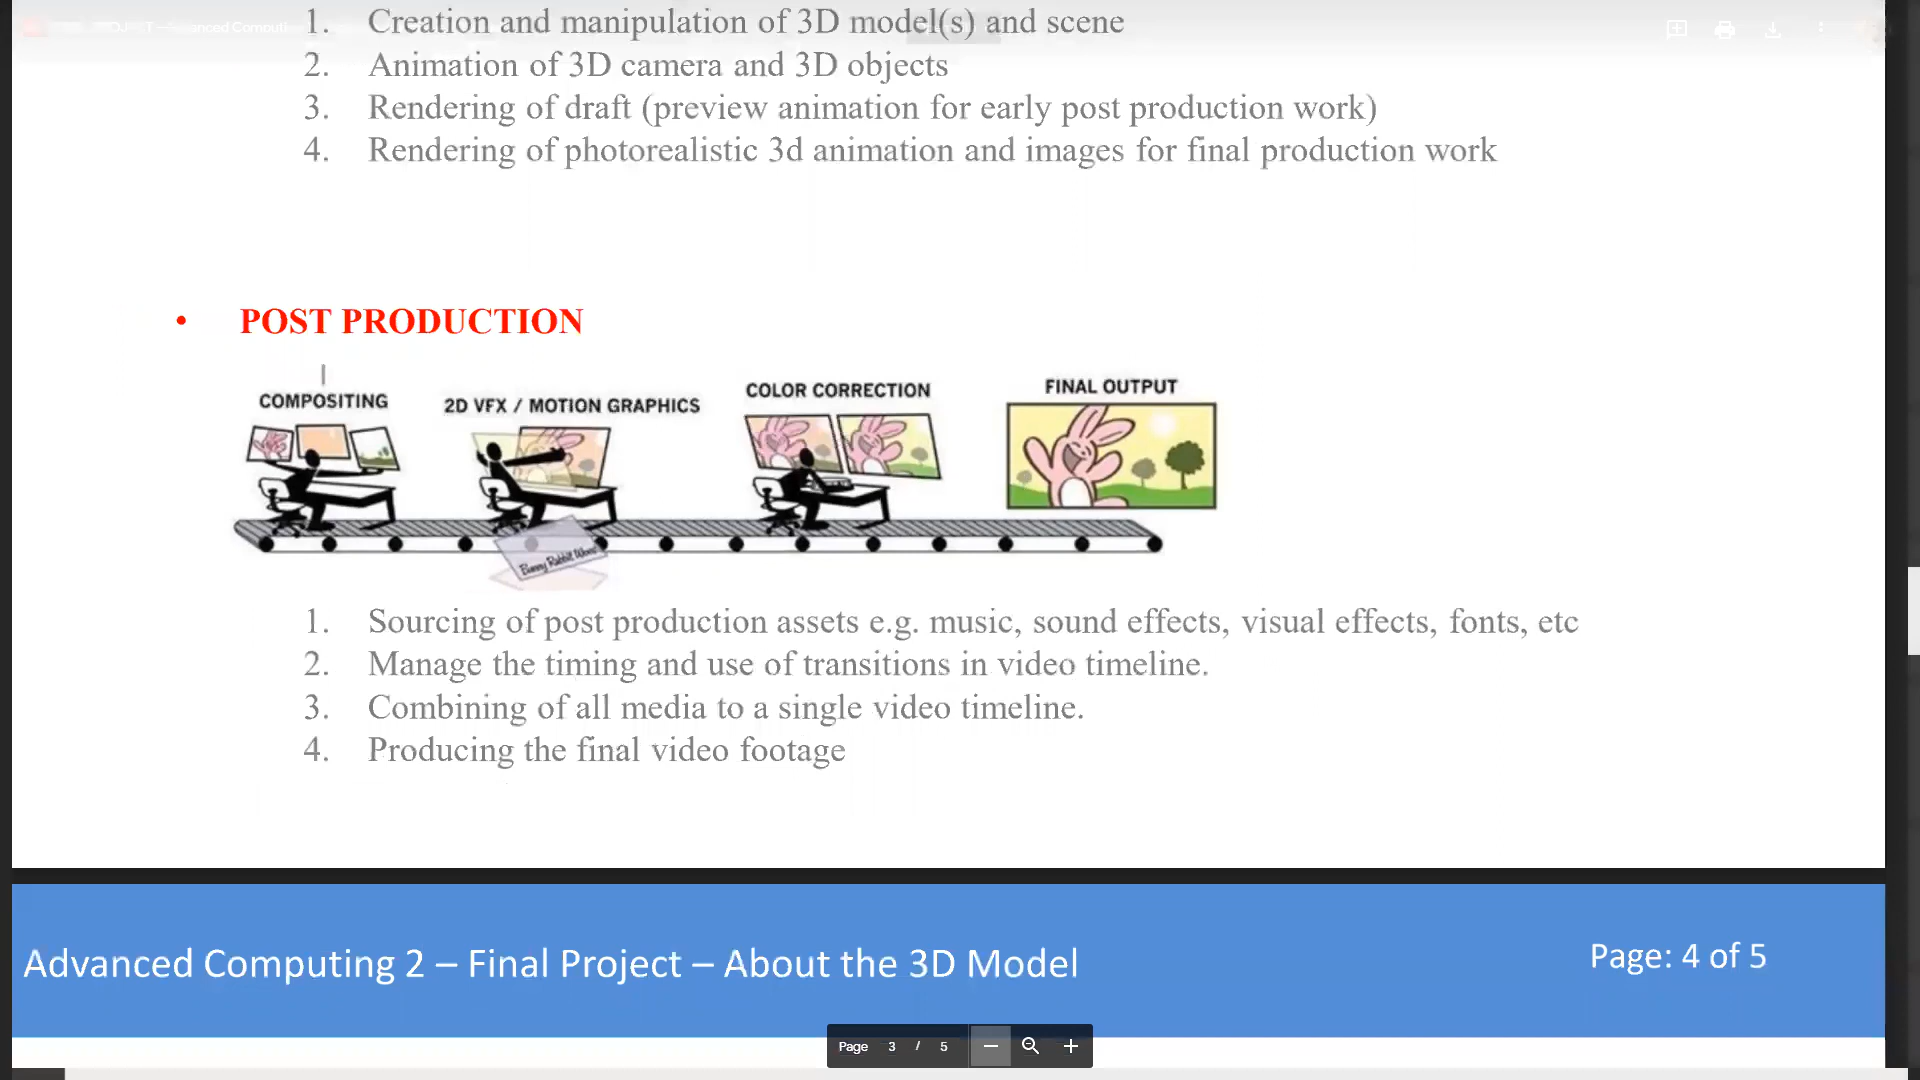 1. Creation and manipulation of 3D model(s) and scene
2. Animation of 3D camera and 3D objects
3. Rendering of draft (preview animation for early post production work)
4. Rendering of photorealistic 3d animation and images for final production work
• POST PRODUCTION
COMPOSITING
2D VFX / MOTION GRAPHICS
COLOR CORRECTION
FINAL OUTPUT
Bunny Rabbit
1. Sourcing of post production assets e.g. music, sound effects, visual effects, fonts, etc
2. Manage the timing and use of transitions in video timeline.
3. Combining of all media to a single video timeline.
4. Producing the final video footage
Advanced Computing 2 – Final Project – About the 3D Model
Page: 4 of 5
Page 3 / 5